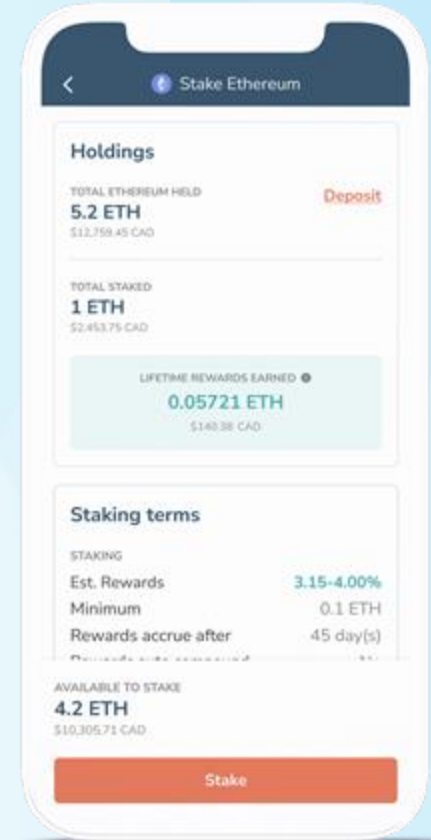 Stake Ethereum
Holdings
TOTAL ETHEREUM HELD
Deposit
5.2 ETH
$12,759.45 CAD
TOTAL STAKED
1 ETH
$2,453.75 CAD
LIFETIME REWARDS EARNED
0.05721 ETH
$140.38 CAD
Staking terms
STAKING
Est. Rewards 3.15-4.00%
Minimum 0.1 ETH
Rewards accrue after 45 day(s)
AVAILABLE TO STAKE
4.2 ETH
$10,305.71 CAD
Stake